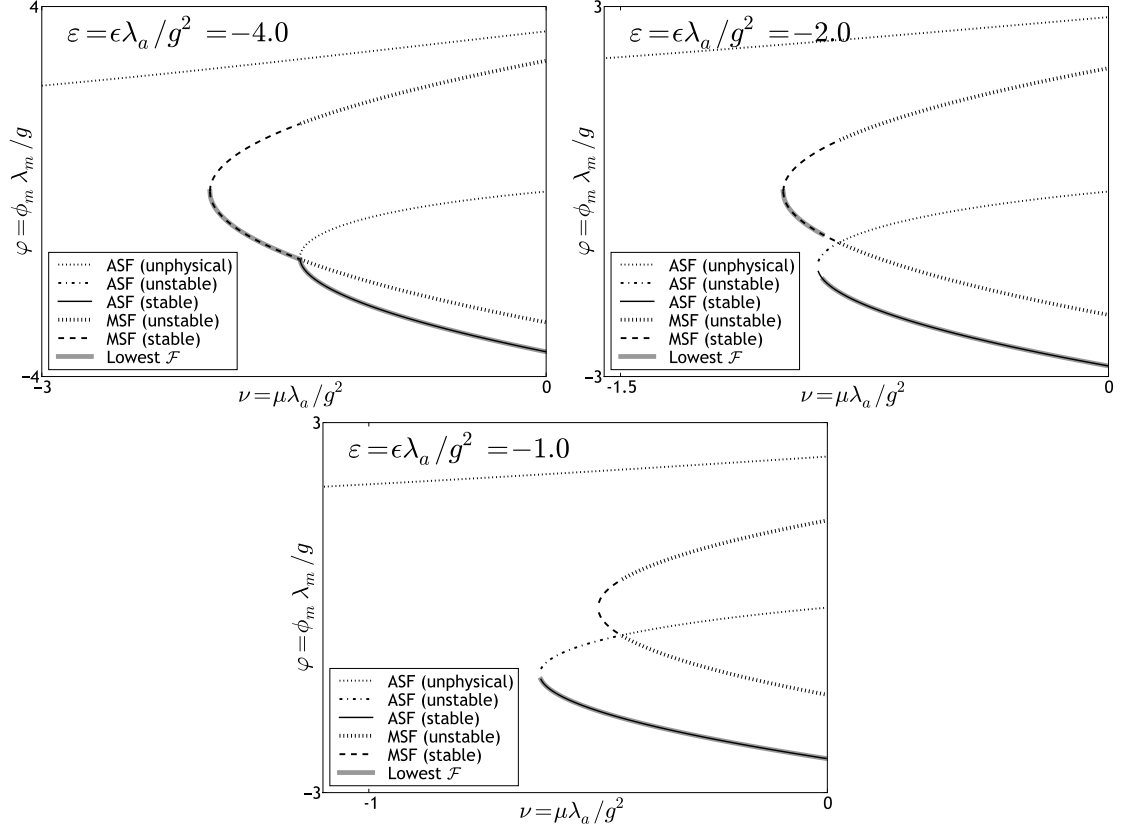 4
ε = ϵλ_a/g² = −4.0
φ = ϕ_m λ_m/g
ASF (unphysical)
ASF (unstable)
ASF (stable)
MSF (unstable)
MSF (stable)
Lowest ℱ
−4
−3
ν = μλ_a/g²
0
3
ε = ϵλ_a/g² = −2.0
φ = ϕ_m λ_m/g
ASF (unphysical)
ASF (unstable)
ASF (stable)
MSF (unstable)
MSF (stable)
Lowest ℱ
−3
-1.5
ν = μλ_a/g²
0
3
ε = ϵλ_a/g² = −1.0
φ = ϕ_m λ_m/g
ASF (unphysical)
ASF (unstable)
ASF (stable)
MSF (unstable)
MSF (stable)
Lowest ℱ
−3
-1
ν = μλ_a/g²
0